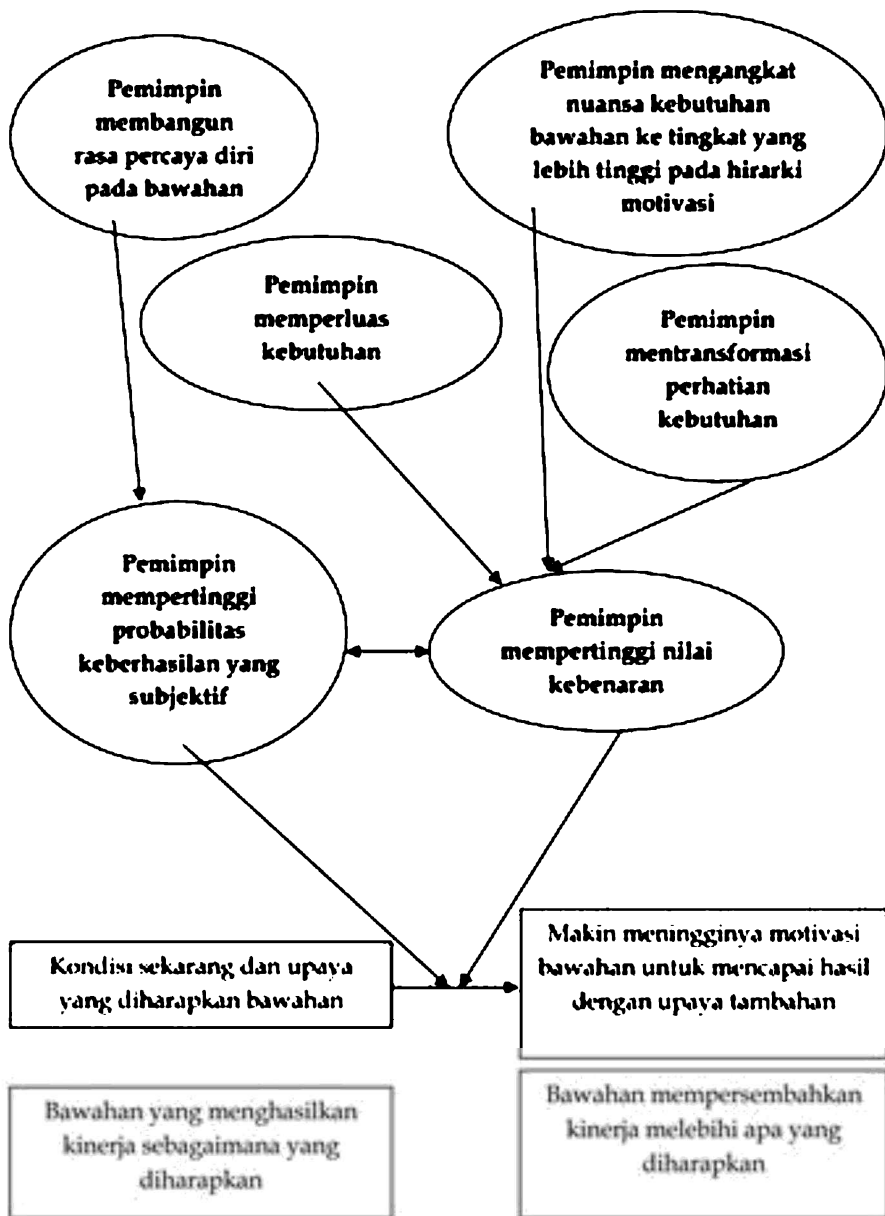 Pemimpin
membangun
rasa percaya diri
pada bawahan
Pemimpin mengangkat
nuansa kebutuhan
bawahan ke tingkat yang
lebih tinggi pada hirarki
motivasi
Pemimpin
memperluas
kebutuhan
Pemimpin
mentransformasi
perhatian
kebutuhan
Pemimpin
mempertinggi
probabilitas
keberhasilan yang
subjektif
Pemimpin
mempertinggi nilai
kebenaran
Kondisi sekarang dan upaya
yang diharapkan bawahan
Makin meningginya motivasi
bawahan untuk mencapai hasil
dengan upaya tambahan
Bawahan yang menghasilkan
kinerja sebagaimana yang
diharapkan
Bawahan mempersembahkan
kinerja melebihi apa yang
diharapkan